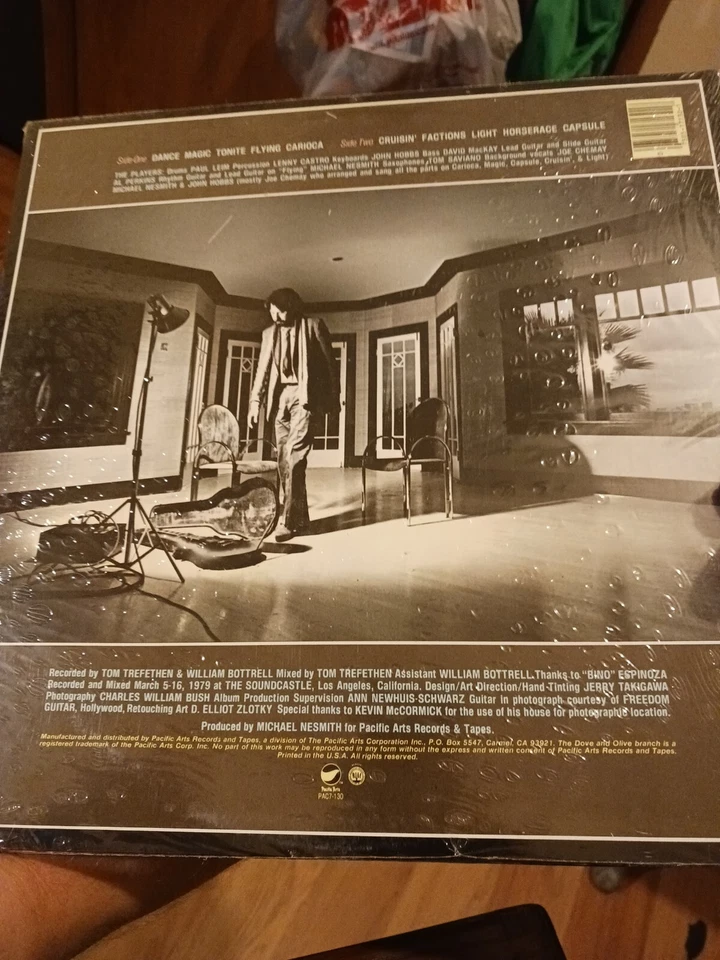 Side One DANCE MAGIC TONITE FLYING CARIOCA Side Two CRUISIN' FACTIONS LIGHT HORSERACE CAPSULE
THE PLAYERS: Drums PAUL LEIM Percussion LENNY CASTRO Keyboards JOHN HOBBS Bass DAVID MacKAY Lead Guitar and Slide Guitar
AL PERKINS Rhythm Guitar and Lead Guitar on "Flying" MICHAEL NESMITH Saxophones TOM SAVIANO Background vocals JOE CHEMAY
MICHAEL NESMITH & JOHN HOBBS (mostly Joe Chemay who arranged and sang all the parts on Carioca, Magic, Capsule, Cruisin', & Light)
Recorded by TOM TREFETHEN & WILLIAM BOTTRELL Mixed by TOM TREFETHEN Assistant WILLIAM BOTTRELL Thanks to "BINO" ESPINOZA
Recorded and Mixed March 5-16, 1979 at THE SOUNDCASTLE, Los Angeles, California. Design/Art Direction/Hand-Tinting JERRY TAKIGAWA
Photography CHARLES WILLIAM BUSH Album Production Supervision ANN NEWHUIS-SCHWARZ Guitar in photograph courtesy of FREEDOM
GUITAR, Hollywood, Retouching Art D. ELLIOT ZLOTKY Special thanks to KEVIN McCORMICK for the use of his house for photographic location.
Produced by MICHAEL NESMITH for Pacific Arts Records & Tapes.
Manufactured and distributed by Pacific Arts Records and Tapes, a division of The Pacific Arts Corporation Inc., P.O. Box 5547, Carmel, CA. 93921. The Dove and Olive branch is a
registered trademark of the Pacific Arts Corp. Inc. No part of this work may be reproduced in any form without the express and written consent of Pacific Arts Records and Tapes.
Printed in the U.S.A. All rights reserved.
Pacific Arts
PAC7-130